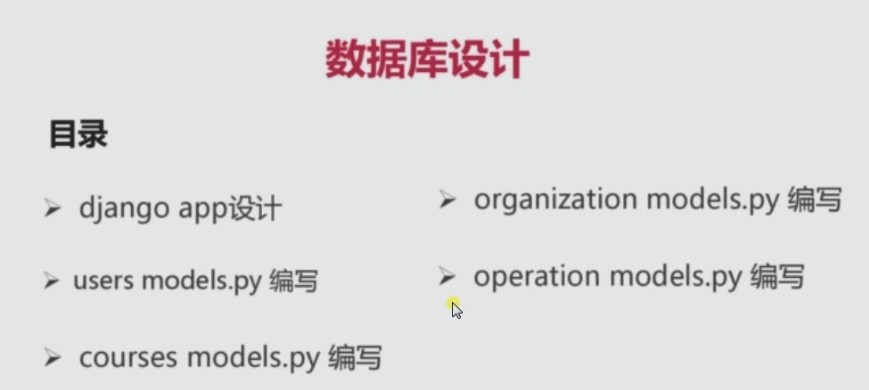 数据库设计
目录
django app设计
users models.py 编写
courses models.py 编写
organization models.py 编写
operation models.py 编写